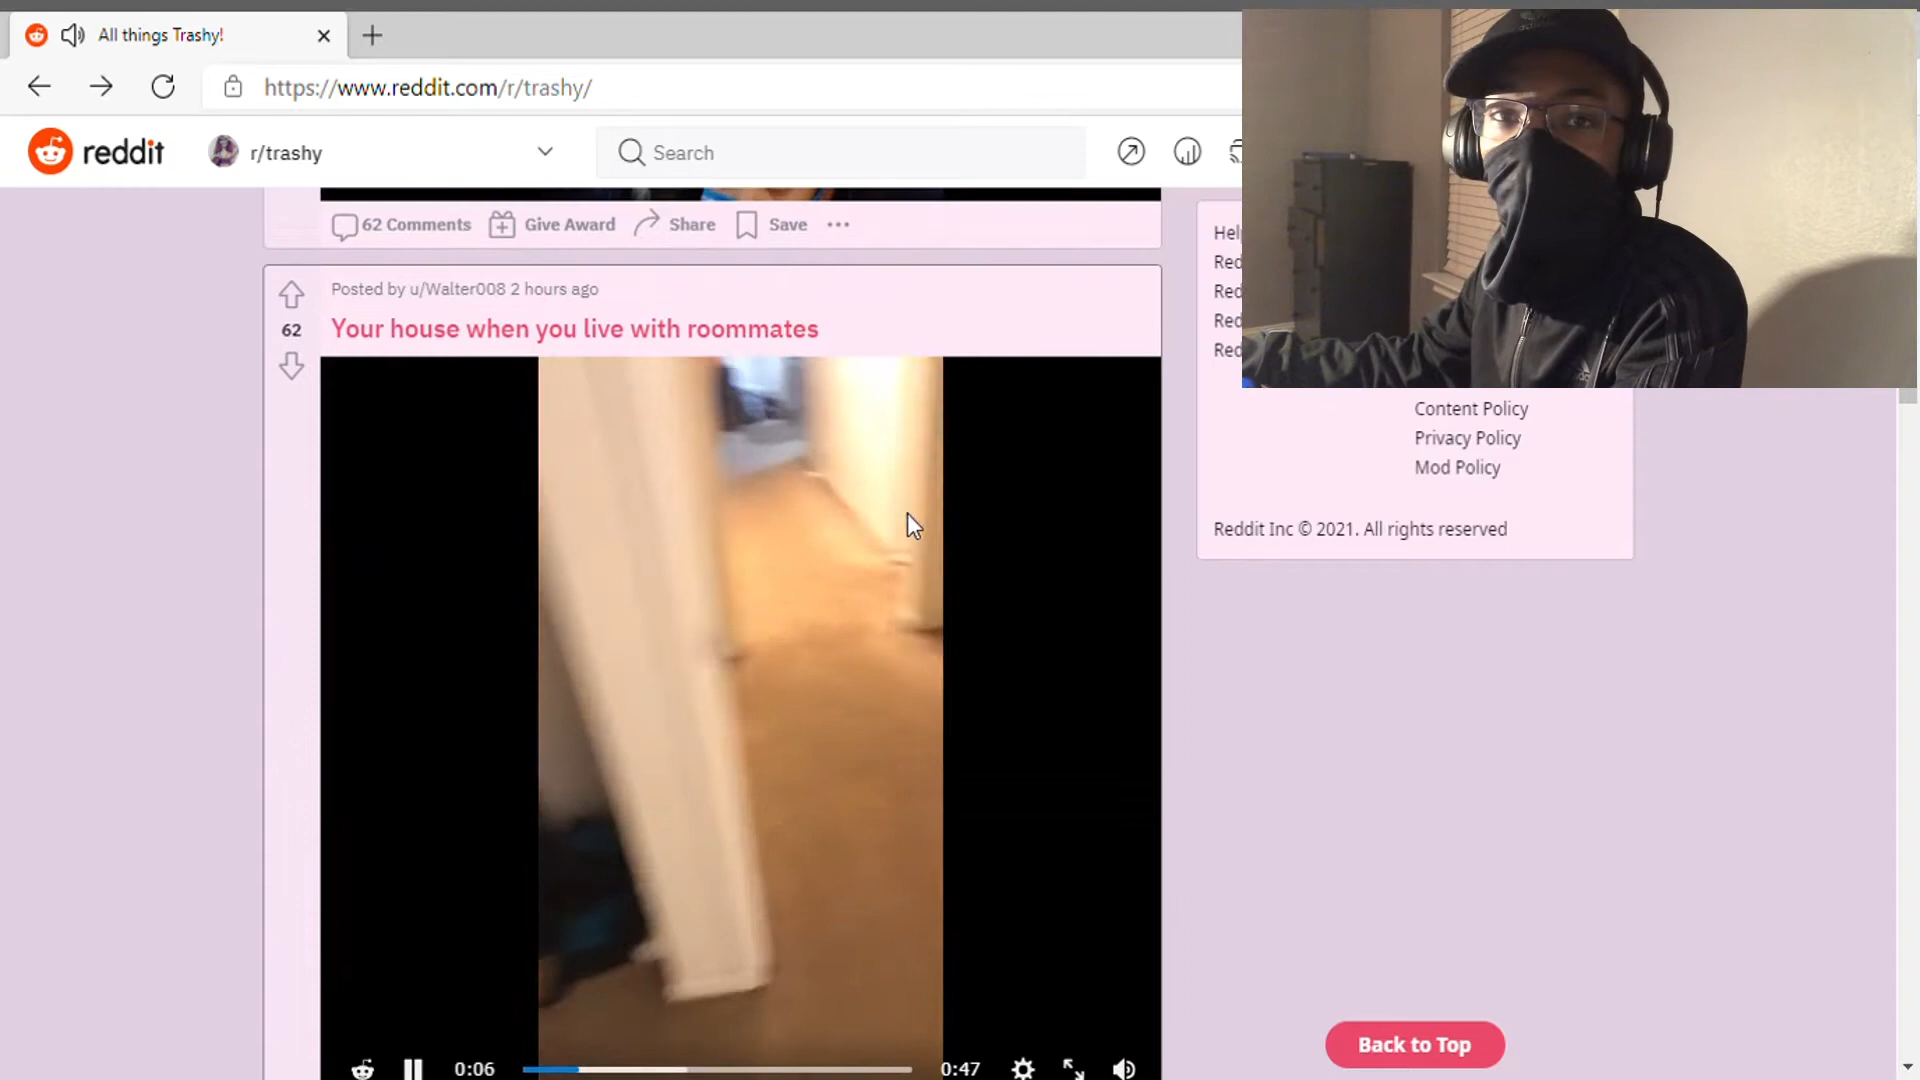 All things Trashy!
https://www.reddit.com/r/trashy/
reddit
r/trashy
Search
62 Comments
Give Award
Share
Save
Posted by u/Walter008 2 hours ago
62
Your house when you live with roommates
0:06
0:47
Content Policy
Privacy Policy
Mod Policy
Reddit Inc © 2021. All rights reserved
Back to Top